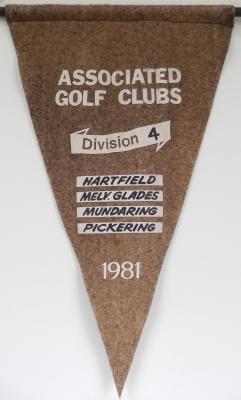 ASSOCIATED
GOLF CLUBS
Division 4
HARTFIELD
MELV. GLADES
MUNDARING
PICKERING
1981